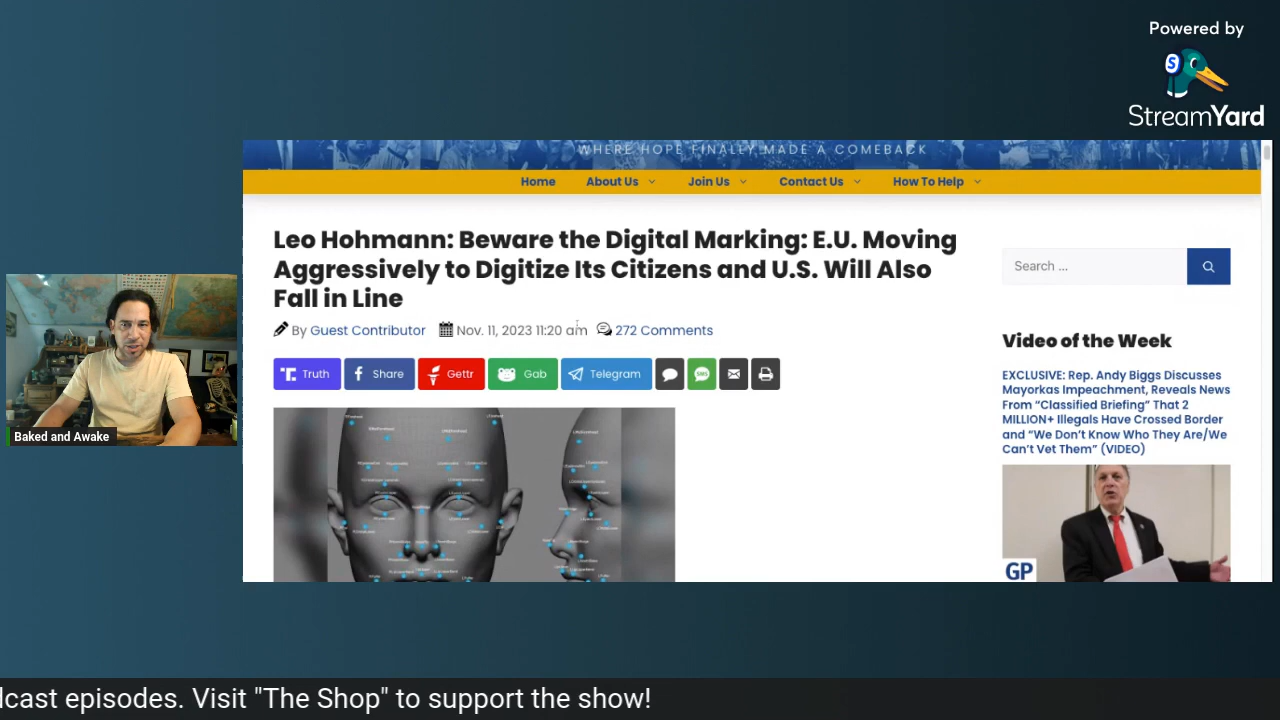 Powered by
StreamYard
WHERE HOPE FINALLY MADE A COMEBACK
Home About Us Join Us Contact Us How To Help
Leo Hohmann: Beware the Digital Marking: E.U. Moving
Aggressively to Digitize Its Citizens and U.S. Will Also
Fall in Line
By Guest Contributor Nov. 11, 2023 11:20 am 272 Comments
Truth Share Gettr Gab Telegram SMS
Search ...
Video of the Week
EXCLUSIVE: Rep. Andy Biggs Discusses
Mayorkas Impeachment, Reveals News
From “Classified Briefing” That 2
MILLION+ Illegals Have Crossed Border
and “We Don’t Know Who They Are/We
Can’t Vet Them” (VIDEO)
GP
Baked and Awake
dcast episodes. Visit "The Shop" to support the show!